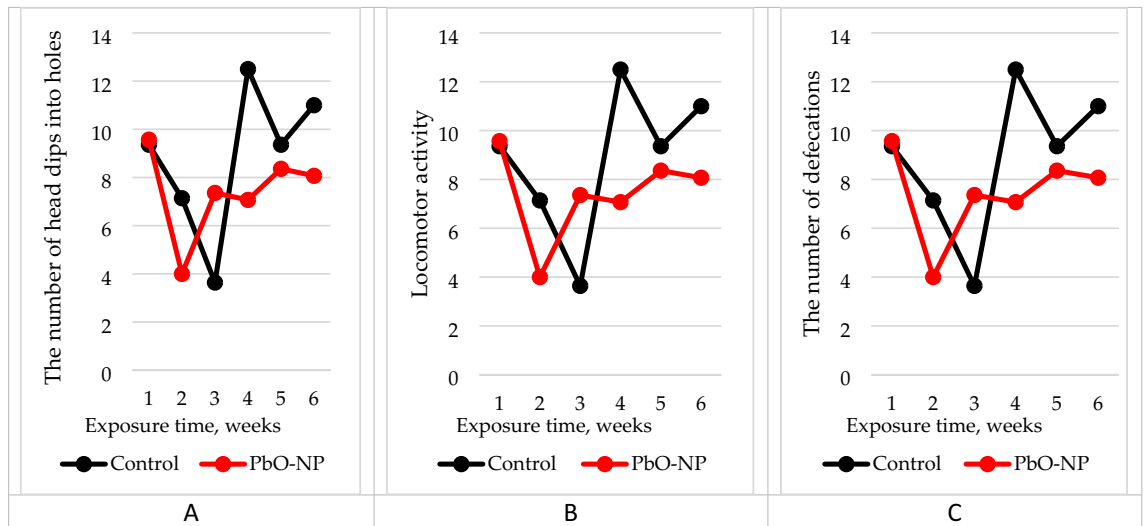 The number of head dips into holes
14
12
10
8
6
4
2
0
1 2 3 4 5 6
Exposure time, weeks
Control PbO-NP
A
Locomotor activity
14
12
10
8
6
4
2
0
1 2 3 4 5 6
Exposure time, weeks
Control PbO-NP
B
The number of defecations
14
12
10
8
6
4
2
0
1 2 3 4 5 6
Exposure time, weeks
Control PbO-NP
C